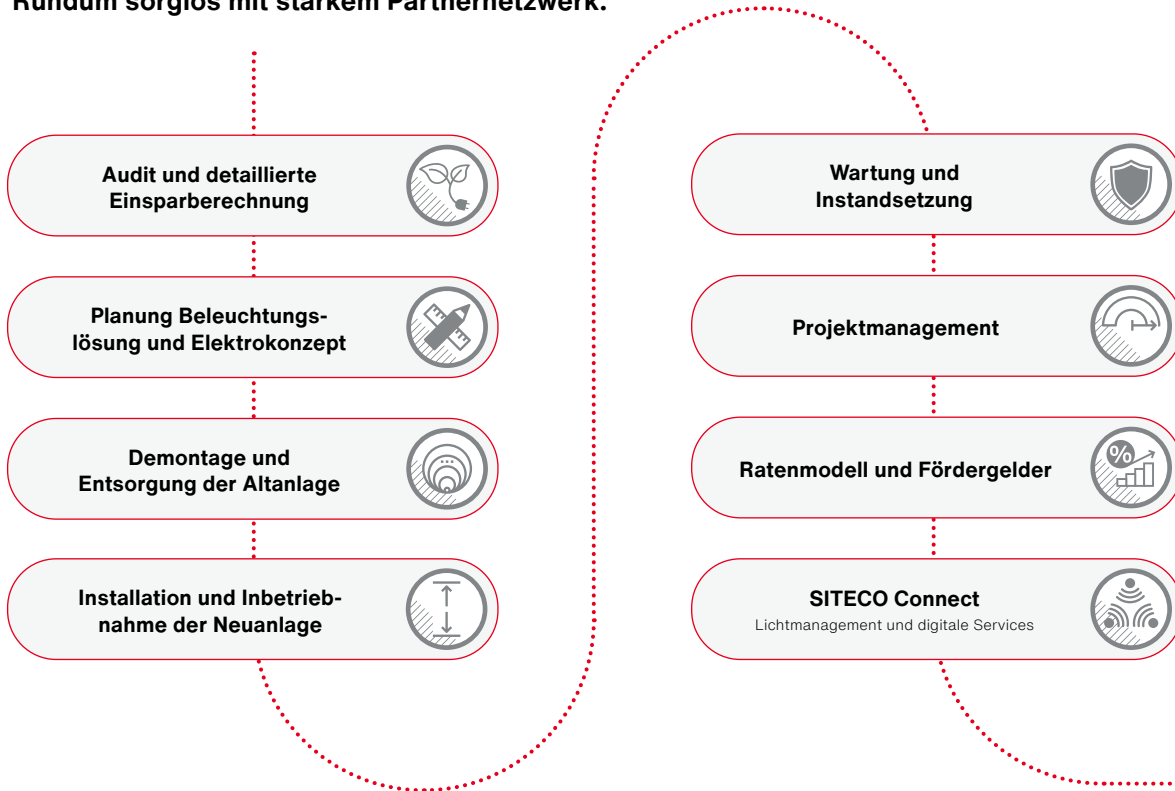 Rundum sorglos mit starkem Partnernetzwerk.
Audit und detaillierte
Einsparberechnung
Planung Beleuchtungs-
lösung und Elektrokonzept
Demontage und
Entsorgung der Altanlage
Installation und Inbetrieb-
nahme der Neuanlage
Wartung und
Instandsetzung
Projektmanagement
Ratenmodell und Fördergelder
%
SITECO Connect
Lichtmanagement und digitale Services